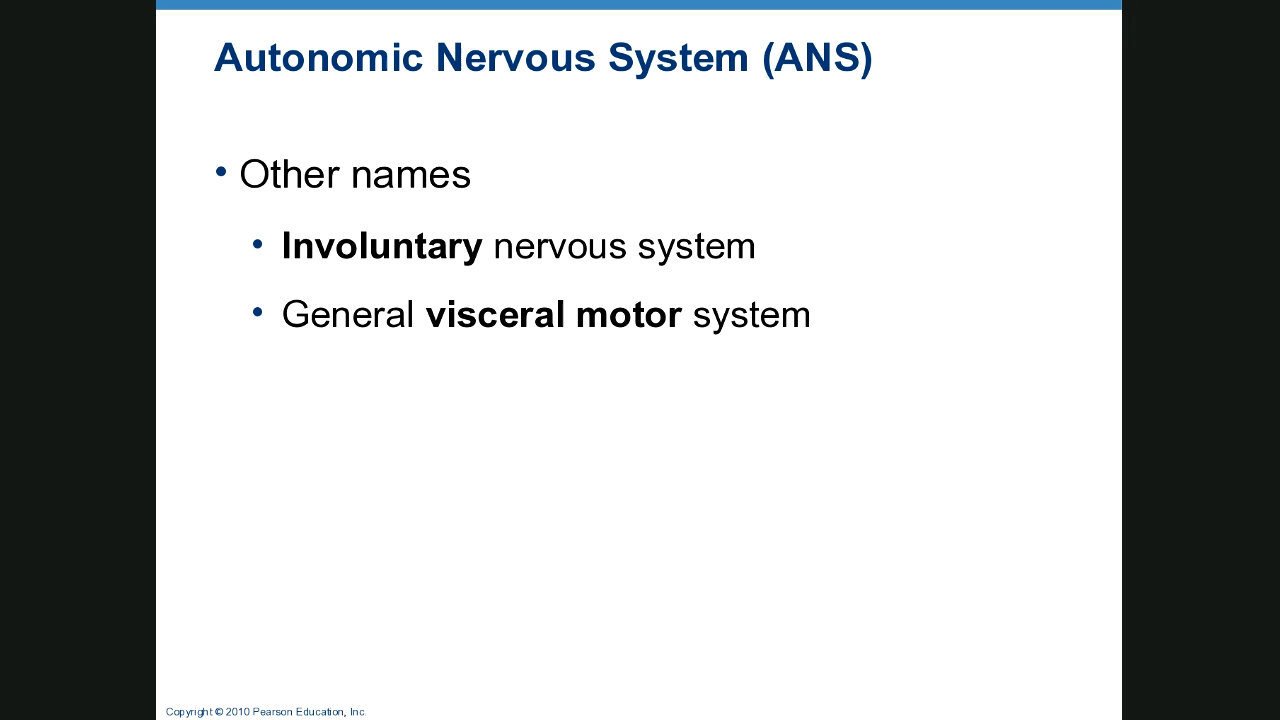 Autonomic Nervous System (ANS)
• Other names
• Involuntary nervous system
• General visceral motor system
Copyright © 2010 Pearson Education, Inc.